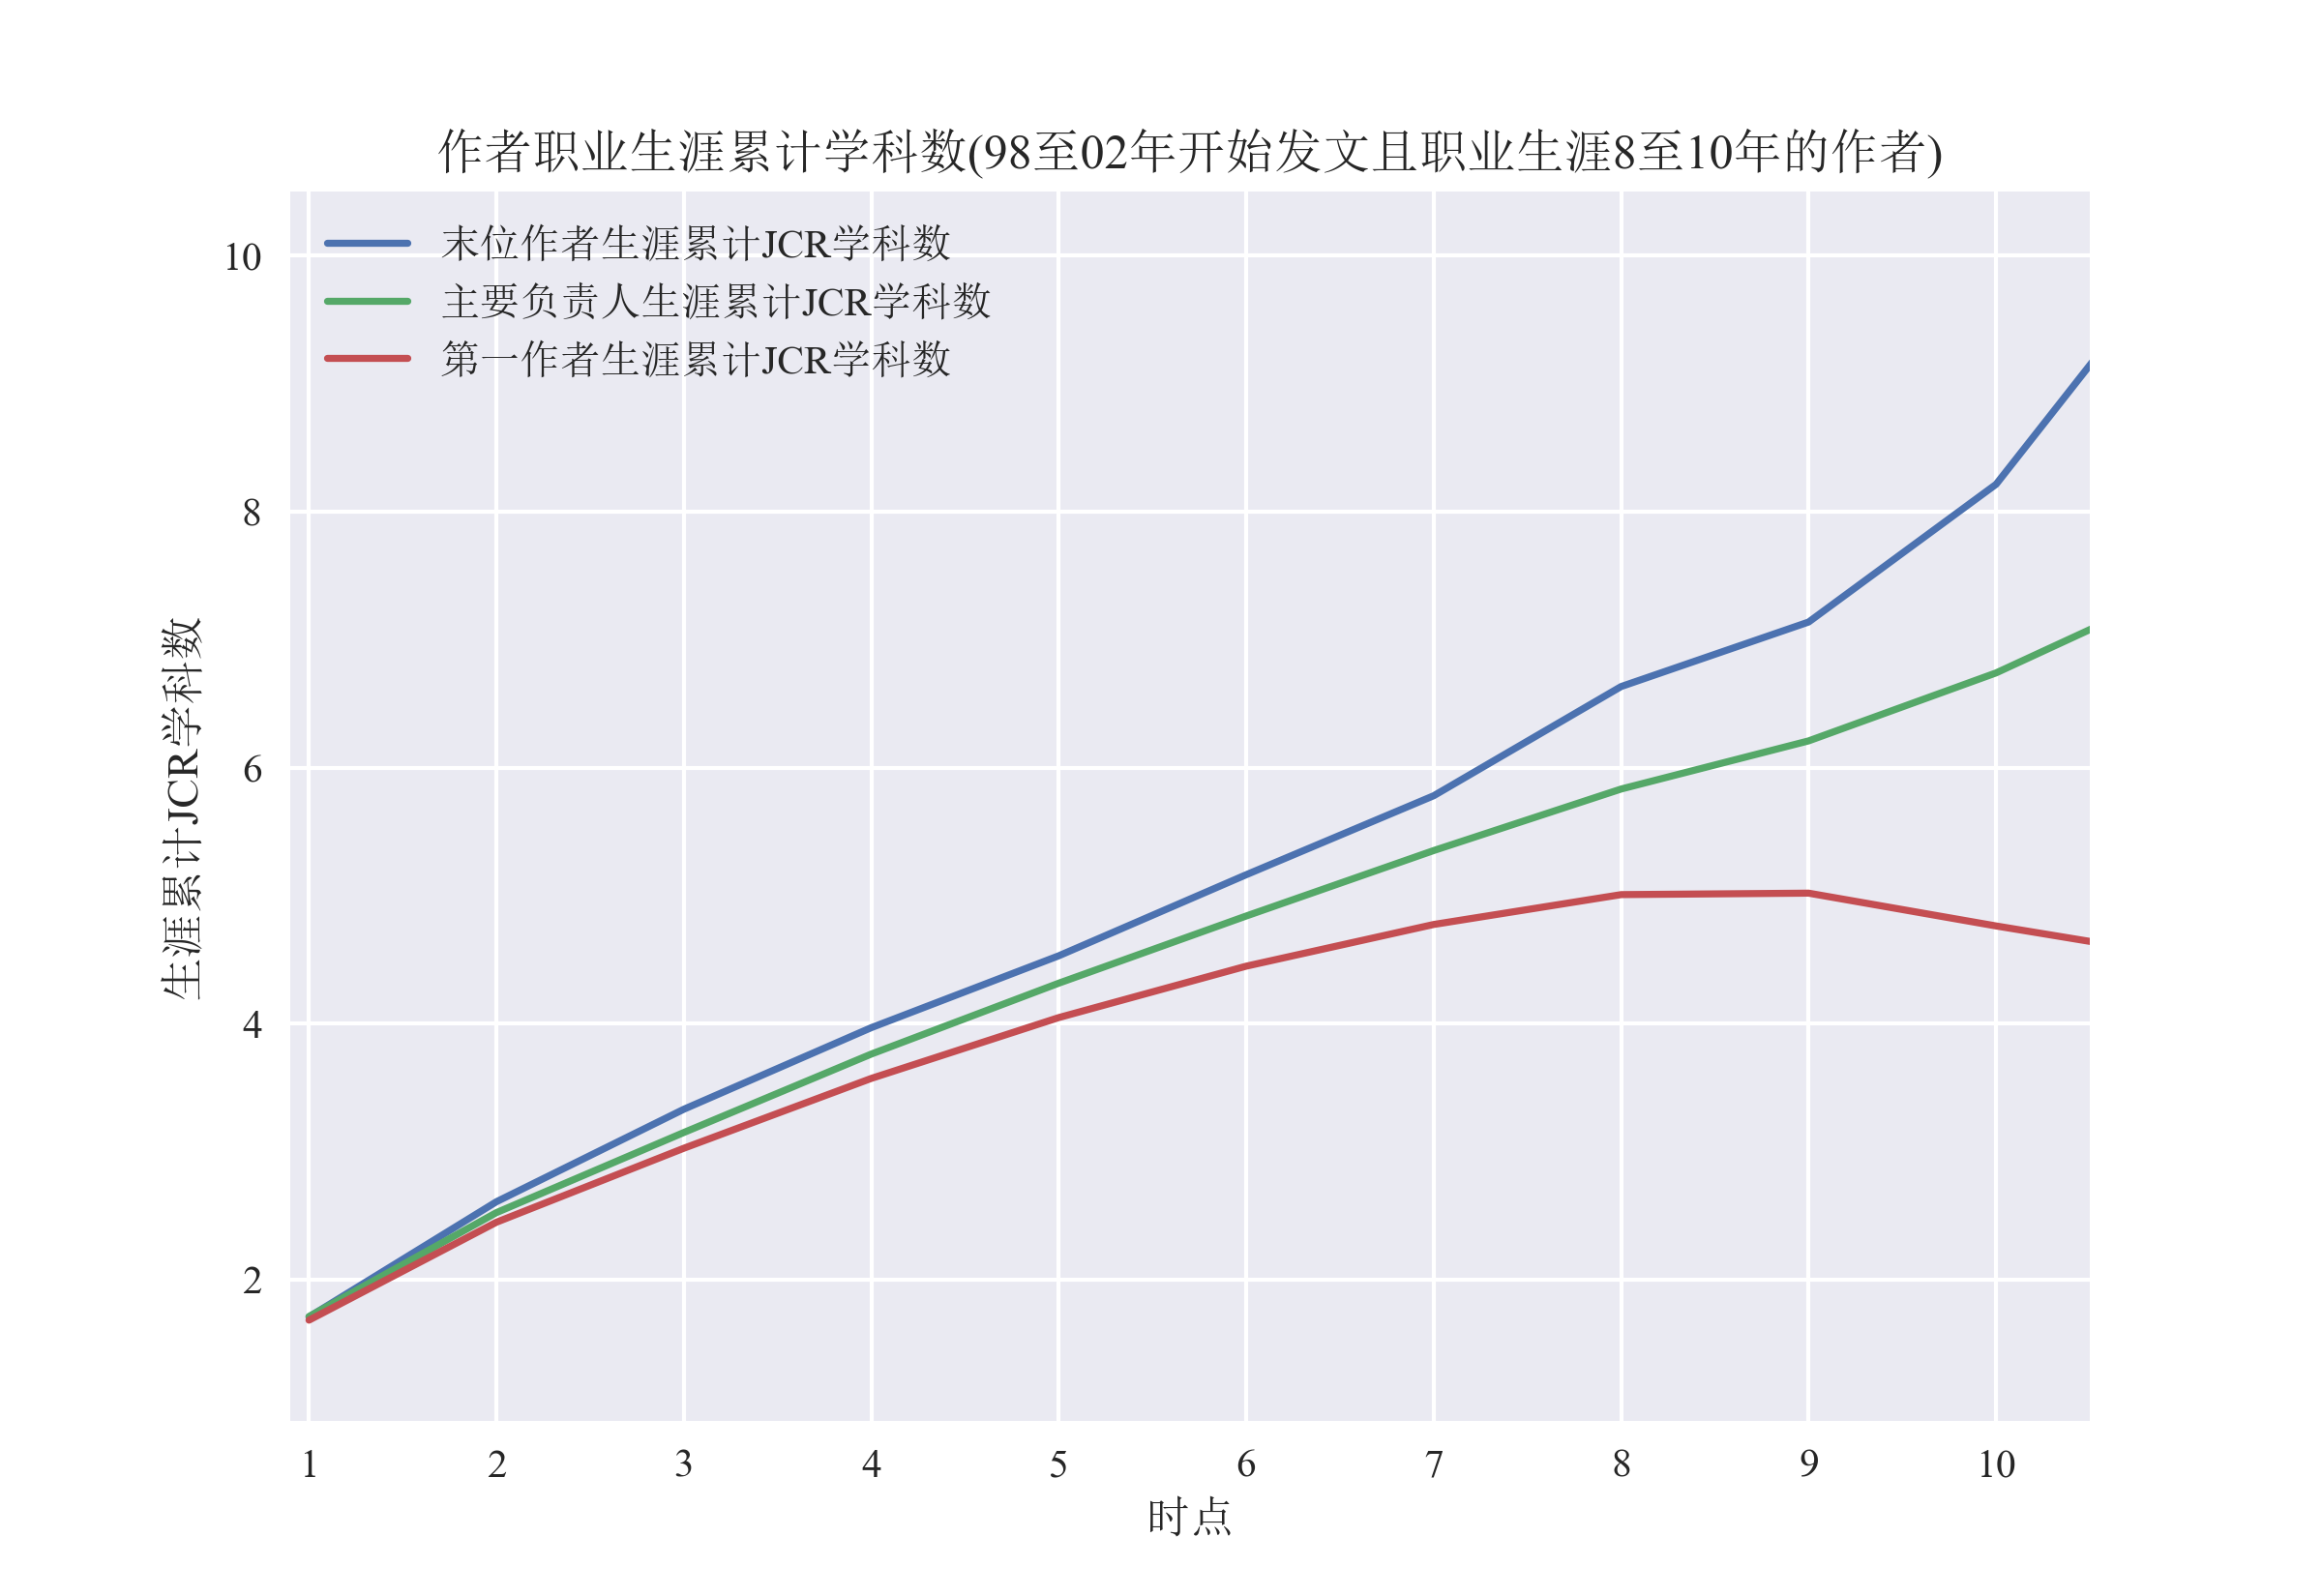 作者职业生涯累计学科数(98至02年开始发文且职业生涯8至10年的作者)
末位作者生涯累计JCR学科数
主要负责人生涯累计JCR学科数
第一作者生涯累计JCR学科数
生涯累计JCR学科数
10
8
6
4
2
1 2 3 4 5 6 7 8 9 10
时点